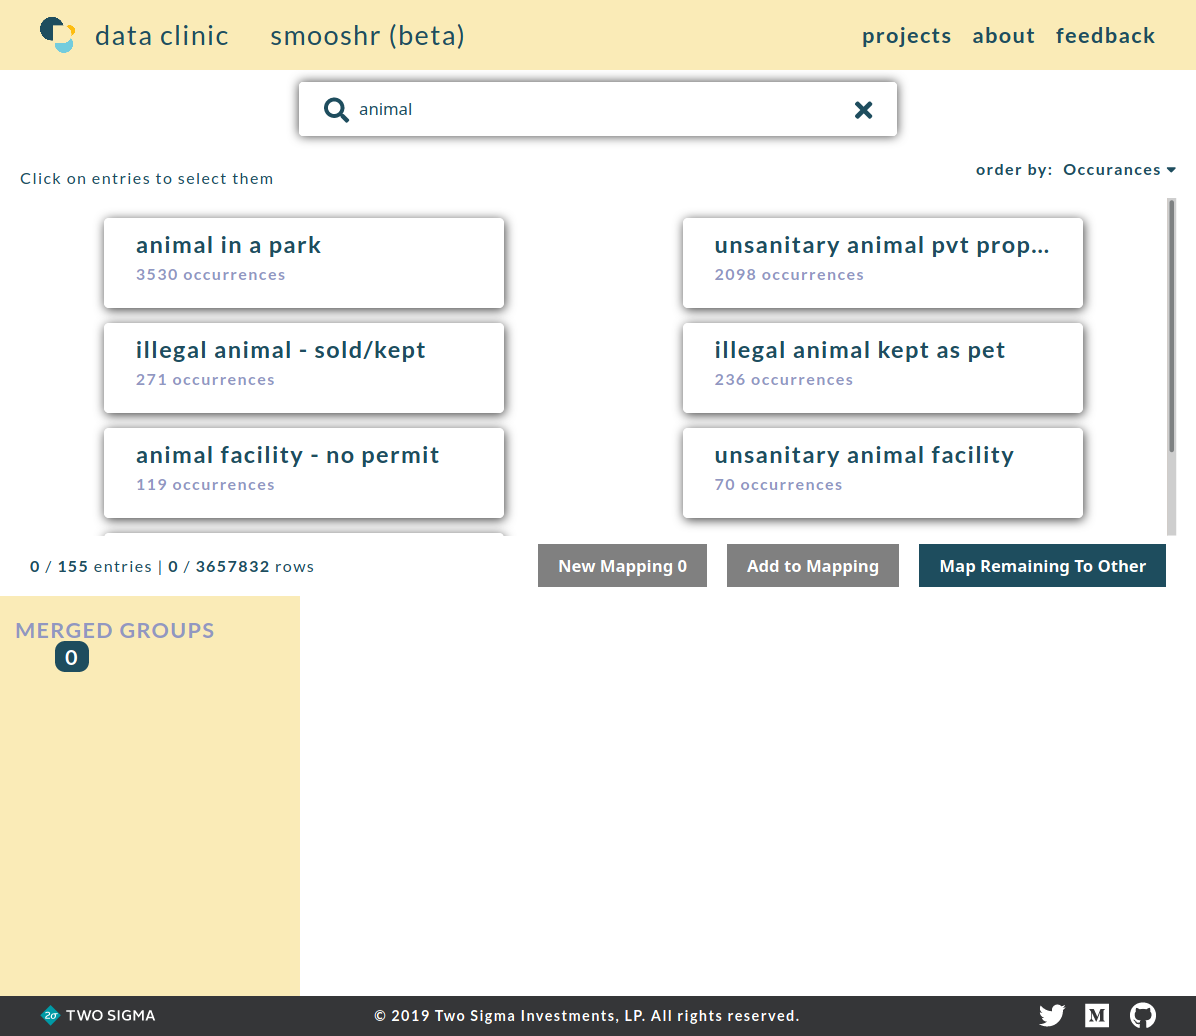 data clinic smooshr (beta) projects about feedback
animal
Click on entries to select them
order by: Occurances
animal in a park
3530 occurrences
unsanitary animal pvt prop...
2098 occurrences
illegal animal - sold/kept
271 occurrences
illegal animal kept as pet
236 occurrences
animal facility - no permit
119 occurrences
unsanitary animal facility
70 occurrences
0 / 155 entries | 0 / 3657832 rows
New Mapping 0
Add to Mapping
Map Remaining To Other
MERGED GROUPS
0
2σ TWO SIGMA
© 2019 Two Sigma Investments, LP. All rights reserved.
M